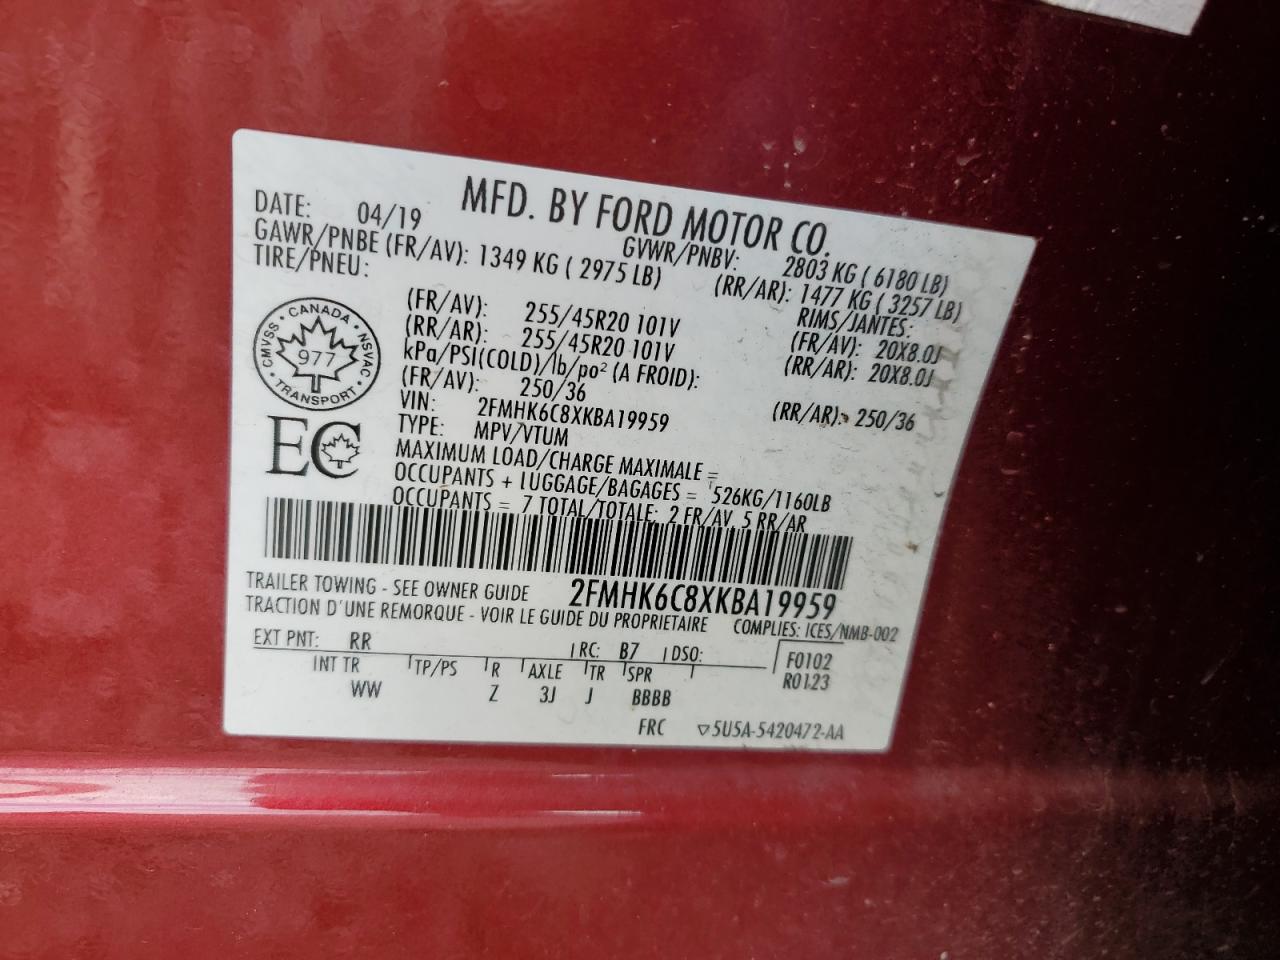 MFD. BY FORD MOTOR CO.
DATE: 04/19 GVWR/PNBV: 2803 KG ( 6180 LB)
GAWR/PNBE (FR/AV): 1349 KG ( 2975 LB) (RR/AR): 1477 KG ( 3257 LB)
TIRE/PNEU: RIMS/JANTES:
(FR/AV): 255/45R20 101V (FR/AV): 20X8.0J
(RR/AR): 255/45R20 101V (RR/AR): 20X8.0J
kPa/PSI(COLD)/lb/po² (A FROID):
(FR/AV): 250/36 (RR/AR): 250/36
VIN: 2FMHK6C8XKBA19959
TYPE: MPV/VTUM
MAXIMUM LOAD/CHARGE MAXIMALE =
OCCUPANTS + LUGGAGE/BAGAGES = 526KG/1160LB
OCCUPANTS = 7 TOTAL/TOTALE: 2 FR/AV, 5 RR/AR
CANADA
CMVSS • NSVAC
977
TRANSPORT
EC
2FMHK6C8XKBA19959
TRAILER TOWING - SEE OWNER GUIDE
TRACTION D'UNE REMORQUE - VOIR LE GUIDE DU PROPRIETAIRE
COMPLIES: ICES/NMB-002
EXT PNT: RR RC: B7 DSO: F0102
INT TR TP/PS R AXLE TR SPR R0123
WW Z 3J J BBBB
FRC ▽5U5A-5420472-AA